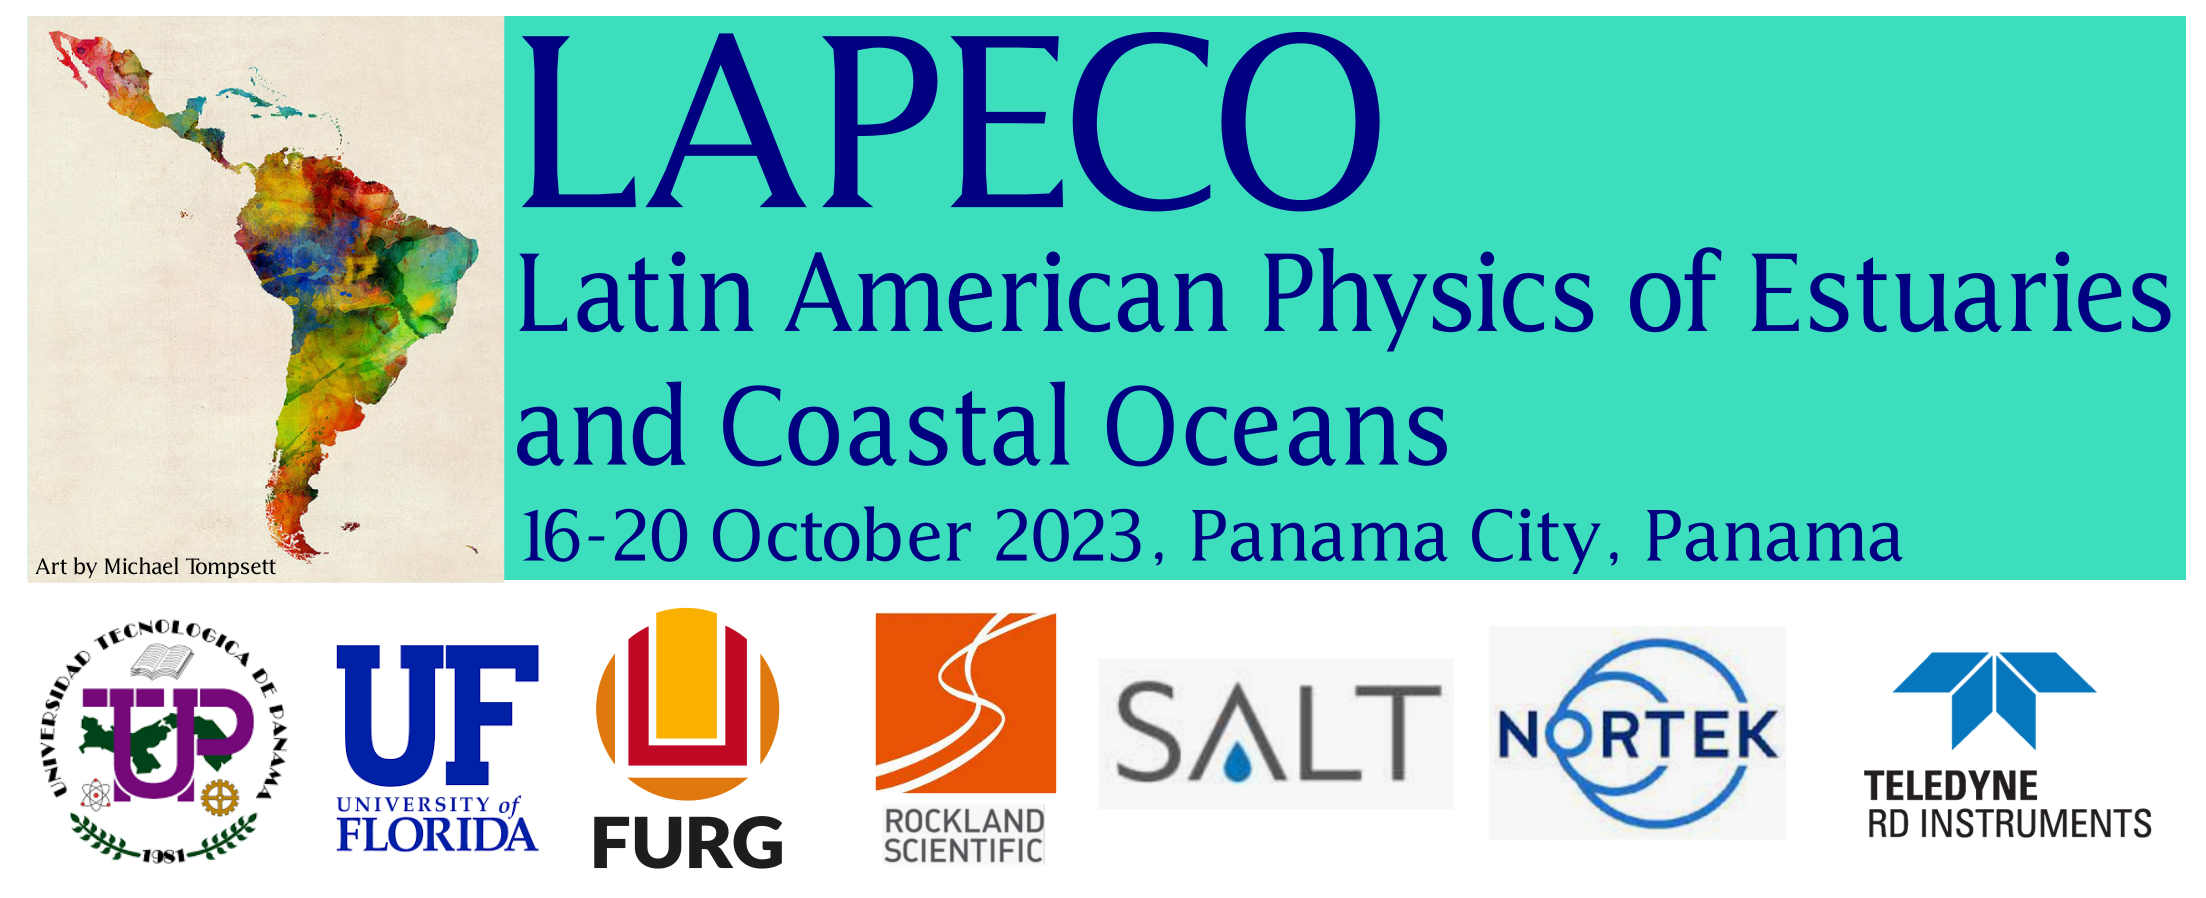 LAPECO
Latin American Physics of Estuaries
and Coastal Oceans
16-20 October 2023, Panama City, Panama
Art by Michael Tompsett
UNIVERSIDAD TECNOLOGICA DE PANAMA
UTP
1981
UF
UNIVERSITY of
FLORIDA
FURG
ROCKLAND
SCIENTIFIC
SALT
NORTEK
TELEDYNE
RD INSTRUMENTS